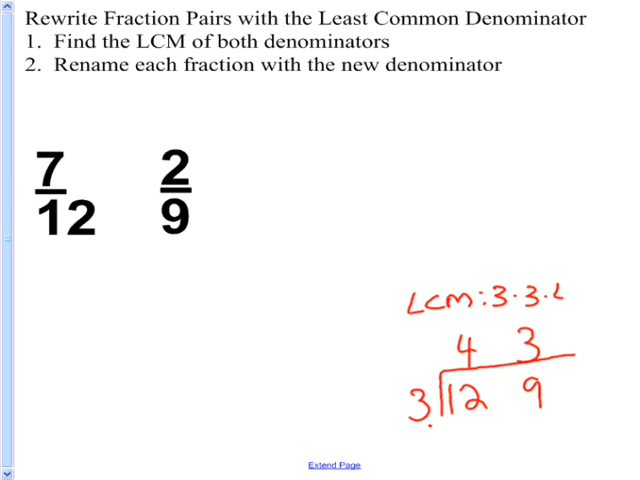 Rewrite Fraction Pairs with the Least Common Denominator
1. Find the LCM of both denominators
2. Rename each fraction with the new denominator
7 2
12 9
LCM: 3 · 3 ·
4 3
3 12 9
Extend Page